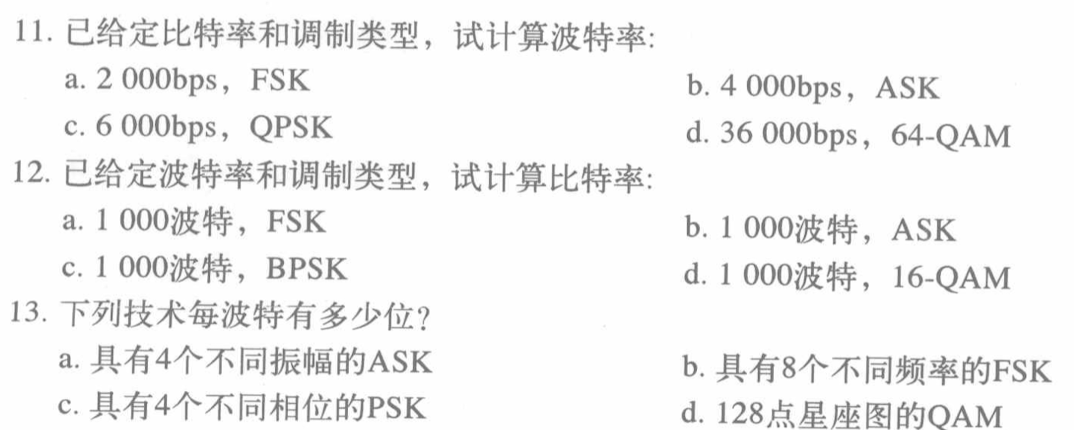 11. 已给定比特率和调制类型，试计算波特率:
a. 2 000bps，FSK
b. 4 000bps，ASK
c. 6 000bps，QPSK
d. 36 000bps，64-QAM
12. 已给定波特率和调制类型，试计算比特率:
a. 1 000波特，FSK
b. 1 000波特，ASK
c. 1 000波特，BPSK
d. 1 000波特，16-QAM
13. 下列技术每波特有多少位?
a. 具有4个不同振幅的ASK
b. 具有8个不同频率的FSK
c. 具有4个不同相位的PSK
d. 128点星座图的QAM